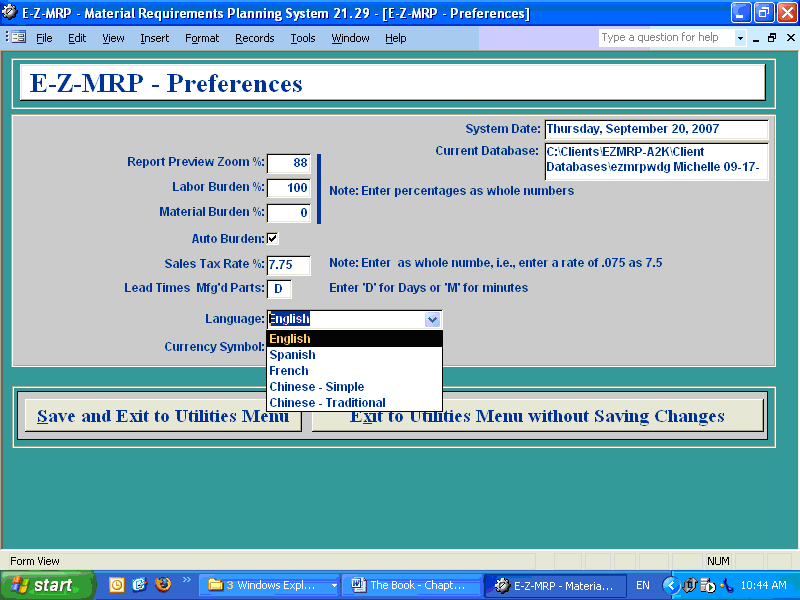 E-Z-MRP - Material Requirements Planning System 21.29 - [E-Z-MRP - Preferences]
File Edit View Insert Format Records Tools Window Help
Type a question for help
E-Z-MRP - Preferences
System Date: Thursday, September 20, 2007
Current Database: C:\Clients\EZMRP-A2K\Client
Databases\ezmrpwdg Michelle 09-17-
Report Preview Zoom %: 88
Labor Burden %: 100
Note: Enter percentages as whole numbers
Material Burden %: 0
Auto Burden:
Sales Tax Rate %: 7.75
Note: Enter as whole numbe, i.e., enter a rate of .075 as 7.5
Lead Times Mfg'd Parts: D
Enter 'D' for Days or 'M' for minutes
Language: English
Currency Symbol:
English
Spanish
French
Chinese - Simple
Chinese - Traditional
Save and Exit to Utilities Menu
Exit to Utilities Menu without Saving Changes
Form View
NUM
start
3 Windows Expl...
The Book - Chapt...
E-Z-MRP - Materia...
EN
10:44 AM